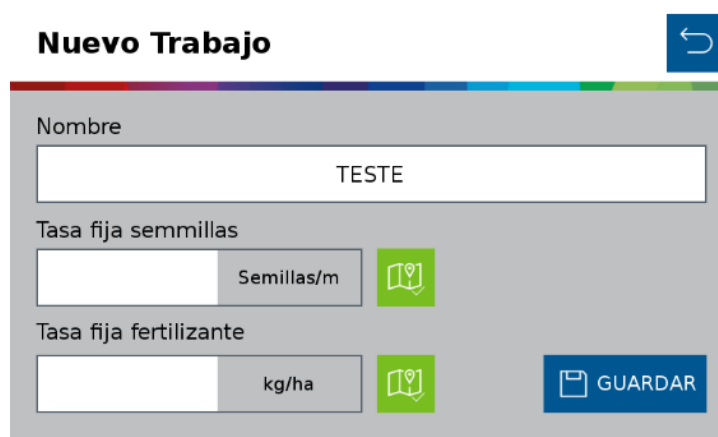 Nuevo Trabajo
Nombre
TESTE
Tasa fija semmillas
Semillas/m
Tasa fija fertilizante
kg/ha
GUARDAR